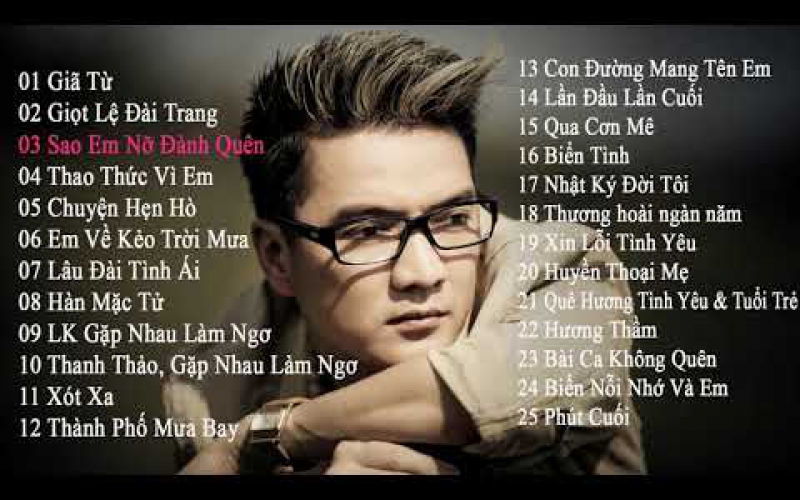 01 Giã Từ
02 Giọt Lệ Đài Trang
03 Sao Em Nỡ Đành Quên
04 Thao Thức Vì Em
05 Chuyện Hẹn Hò
06 Em Về Kẻo Trời Mưa
07 Lâu Đài Tình Ái
08 Hàn Mặc Tử
09 LK Gặp Nhau Làm Ngơ
10 Thanh Thảo, Gặp Nhau Làm Ngơ
11 Xót Xa
12 Thành Phố Mưa Bay
13 Con Đường Mang Tên Em
14 Lần Đầu Lần Cuối
15 Qua Cơn Mê
16 Biển Tình
17 Nhật Ký Đời Tôi
18 Thương hoài ngàn năm
19 Xin Lỗi Tình Yêu
20 Huyền Thoại Mẹ
21 Quê Hương Tình Yêu & Tuổi Trẻ
22 Hương Thầm
23 Bài Ca Không Quên
24 Biển Nỗi Nhớ Và Em
25 Phút Cuối